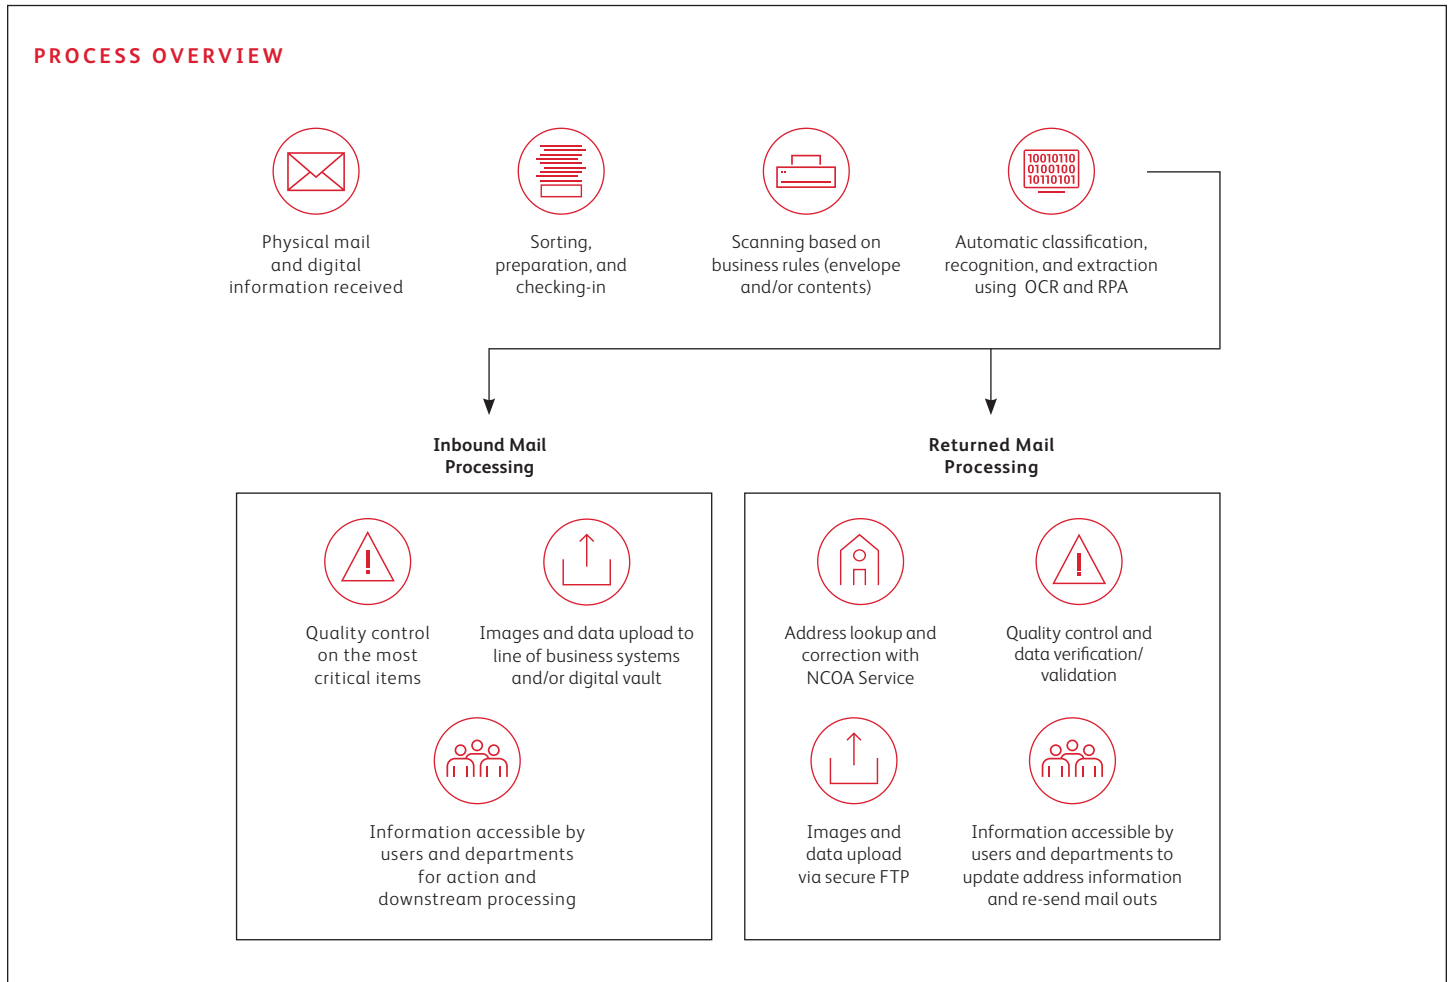 PROCESS OVERVIEW
10010110
0100100
10110101
Physical mail
and digital
information received
Sorting,
preparation, and
checking-in
Scanning based on
business rules (envelope
and/or contents)
Automatic classification,
recognition, and extraction
using OCR and RPA
Inbound Mail
Processing
Quality control
on the most
critical items
Images and data upload to
line of business systems
and/or digital vault
Information accessible by
users and departments
for action and
downstream processing
Returned Mail
Processing
Address lookup and
correction with
NCOA Service
Quality control and
data verification/
validation
Images and
data upload
via secure FTP
Information accessible by
users and departments to
update address information
and re-send mail outs